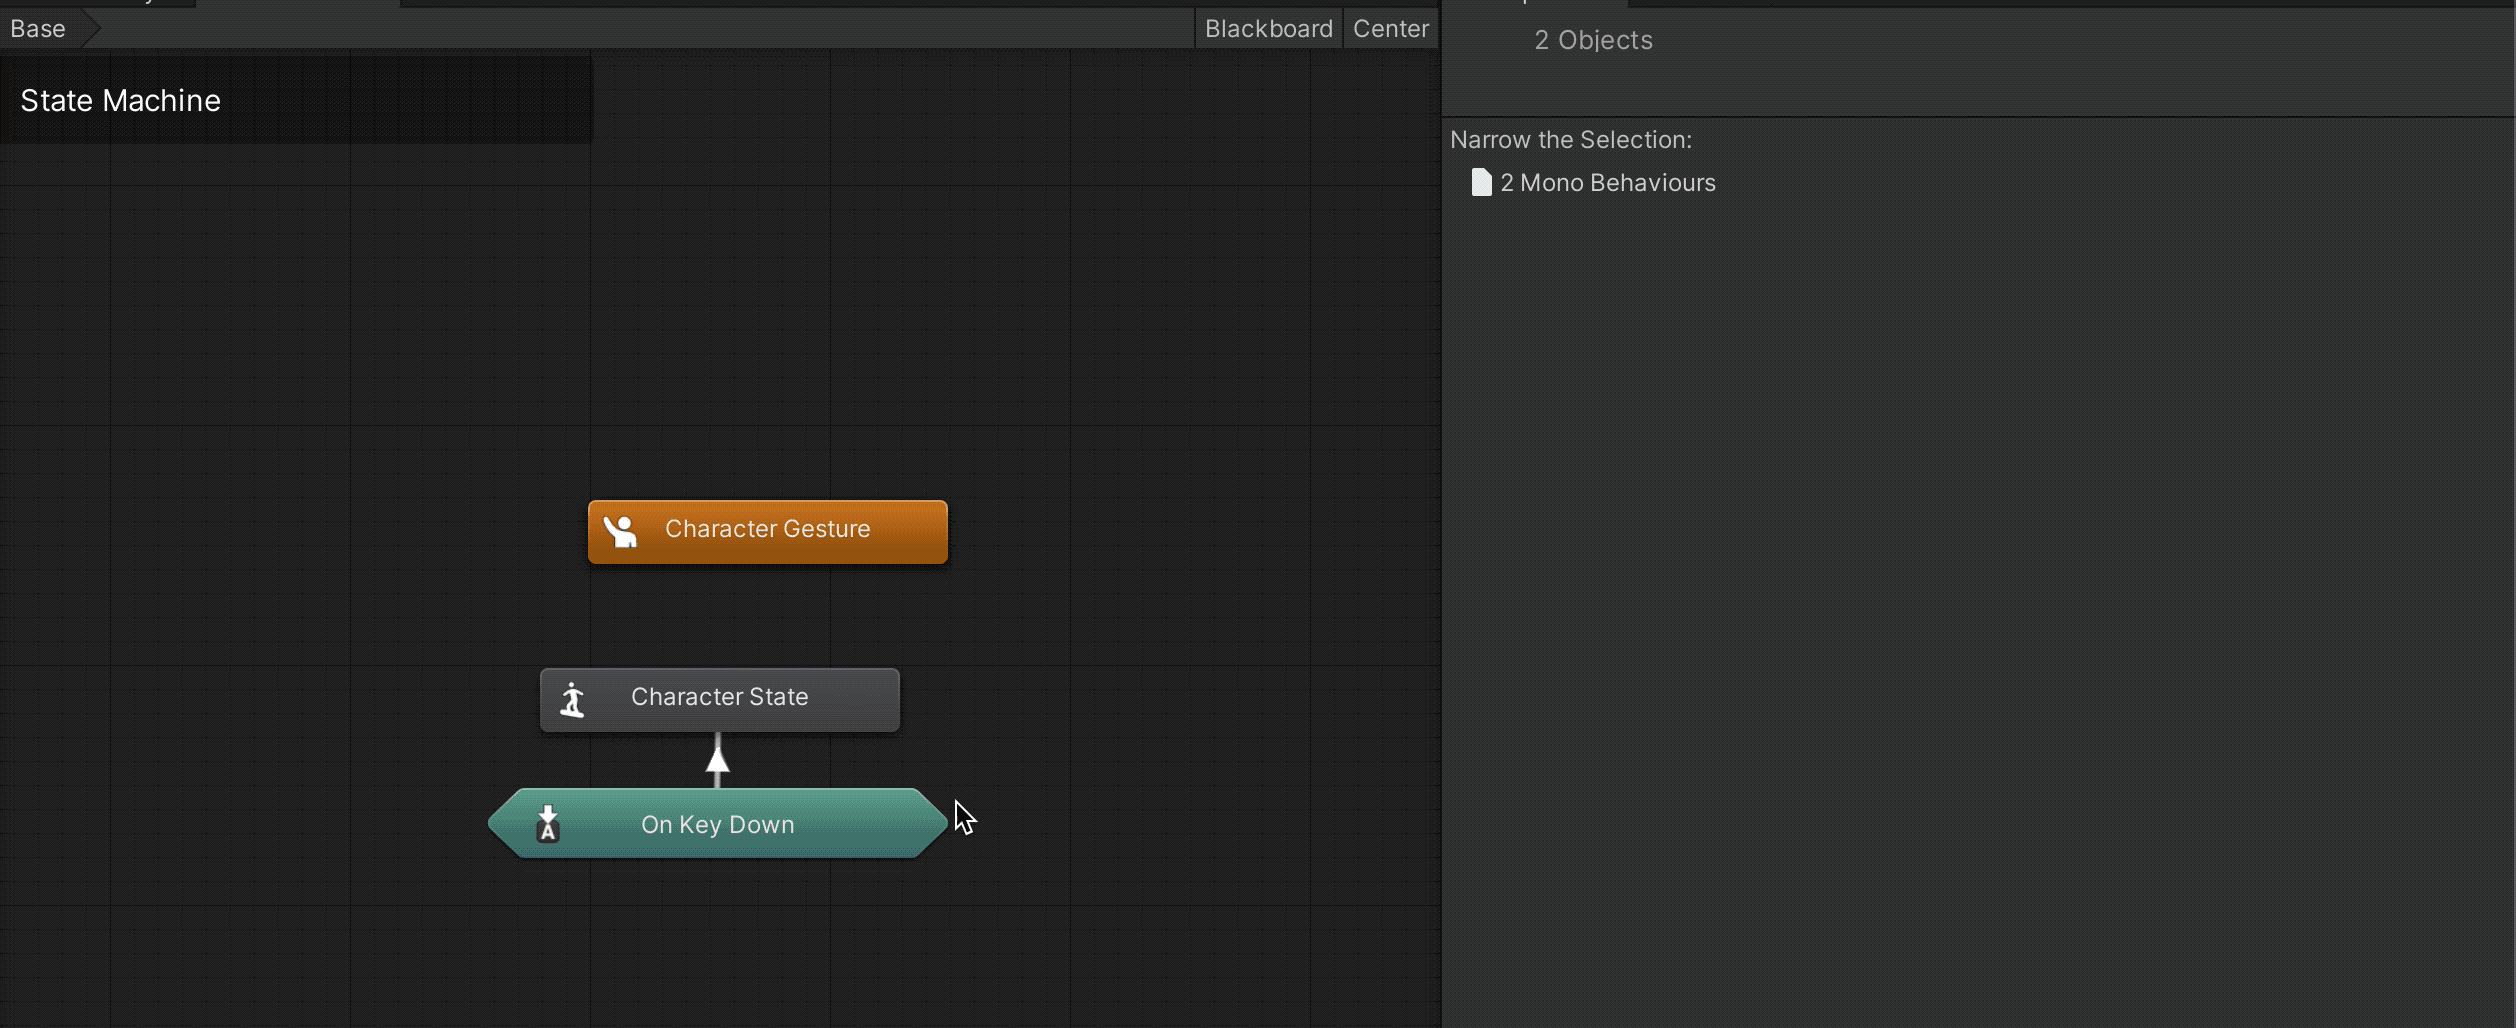 Base
Blackboard
Center
2 Objects
State Machine
Narrow the Selection:
2 Mono Behaviours
Character Gesture
Character State
A
On Key Down